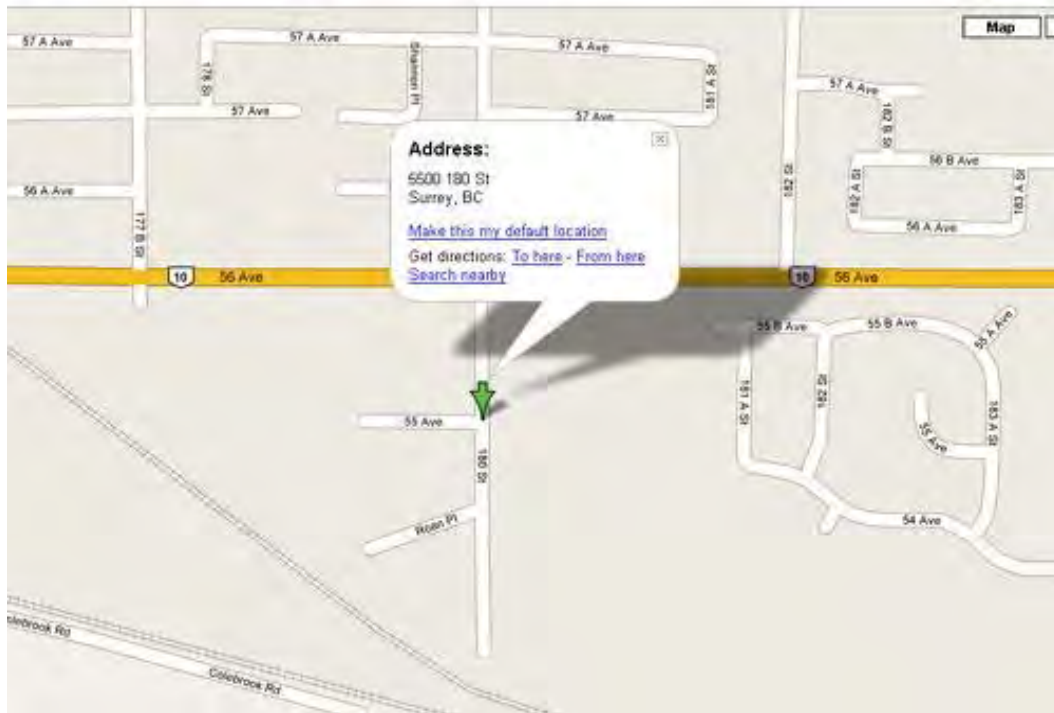 Map
57 A Ave
57 A Ave
57 A Ave
57 A Ave
178 St
Shannon Pl
181 A St
57 Ave
57 Ave
182 B St
182 St
56 B Ave
182 A St
183 A St
56 A Ave
56 A Ave
177 B St
Address:
5500 180 St
Surrey, BC
Make this my default location
Get directions: To here - From here
Search nearby
10
56 Ave
10
56 Ave
55 B Ave
55 B Ave
55 A Ave
181 A St
182 St
183 A St
55 Ave
55 Ave
180 St
Roan Pl
54 Ave
Colebrook Rd
Colebrook Rd